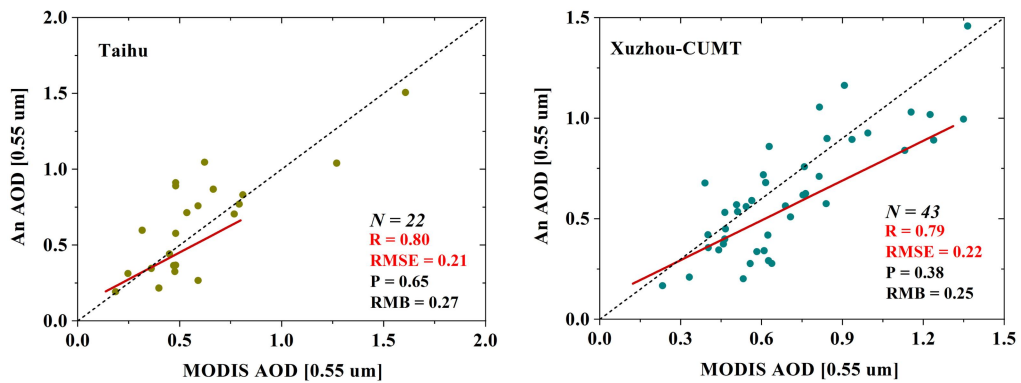 Taihu
An AOD [0.55 um]
2.0
1.5
1.0
0.5
0.0
N = 22
R = 0.80
RMSE = 0.21
P = 0.65
RMB = 0.27
0.0 0.5 1.0 1.5 2.0
MODIS AOD [0.55 um]
Xuzhou-CUMT
An AOD [0.55 um]
1.5
1.0
0.5
0.0
N = 43
R = 0.79
RMSE = 0.22
P = 0.38
RMB = 0.25
0.0 0.3 0.6 0.9 1.2 1.5
MODIS AOD [0.55 um]